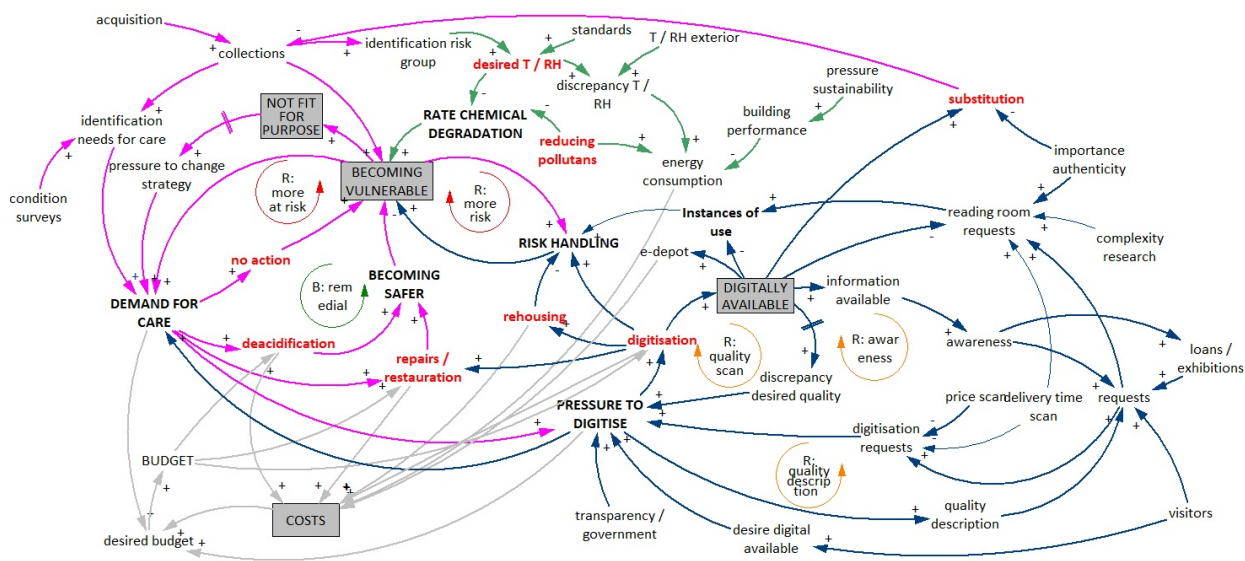 acquisition
collections
identification risk
group
standards
desired T / RH
T / RH exterior
discrepancy T /
RH
pressure
sustainability
building
performance
substitution
identification
needs for care
NOT FIT
FOR
PURPOSE
RATE CHEMICAL
DEGRADATION
reducing
pollutans
energy
consumption
importance
authenticity
pressure to change
strategy
BECOMING
VULNERABLE
R:
more
at risk
R:
more
risk
condition
surveys
Instances of
use
reading room
requests
complexity
research
RISK HANDLING
e-depot
no action
BECOMING
SAFER
DIGITALLY
AVAILABLE
information
available
B: rem
edial
DEMAND FOR
CARE
rehousing
deacidification
digitisation
R:
quality
scan
R: awar
eness
awareness
loans /
exhibitions
repairs /
restauration
discrepancy
desired quality
price scan
delivery time
scan
requests
PRESSURE TO
DIGITISE
digitisation
requests
BUDGET
R:
quality
descrip
tion
COSTS
transparency /
government
desire digital
available
quality
description
visitors
desired budget